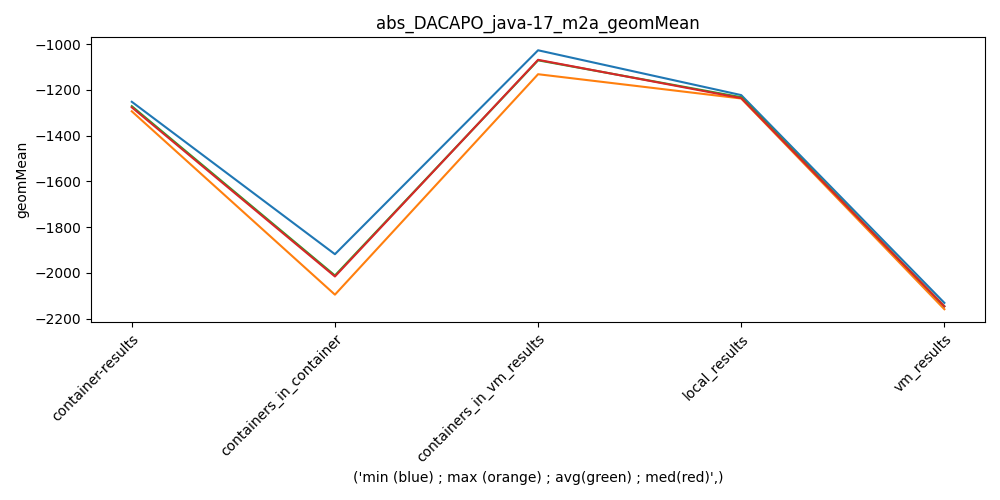 abs_DACAPO_java-17_m2a_geomMean
−1000
−1200
−1400
−1600
−1800
−2000
−2200
geomMean
container-results
containers_in_container
containers_in_vm_results
local_results
vm_results
('min (blue) ; max (orange) ; avg(green) ; med(red)',)